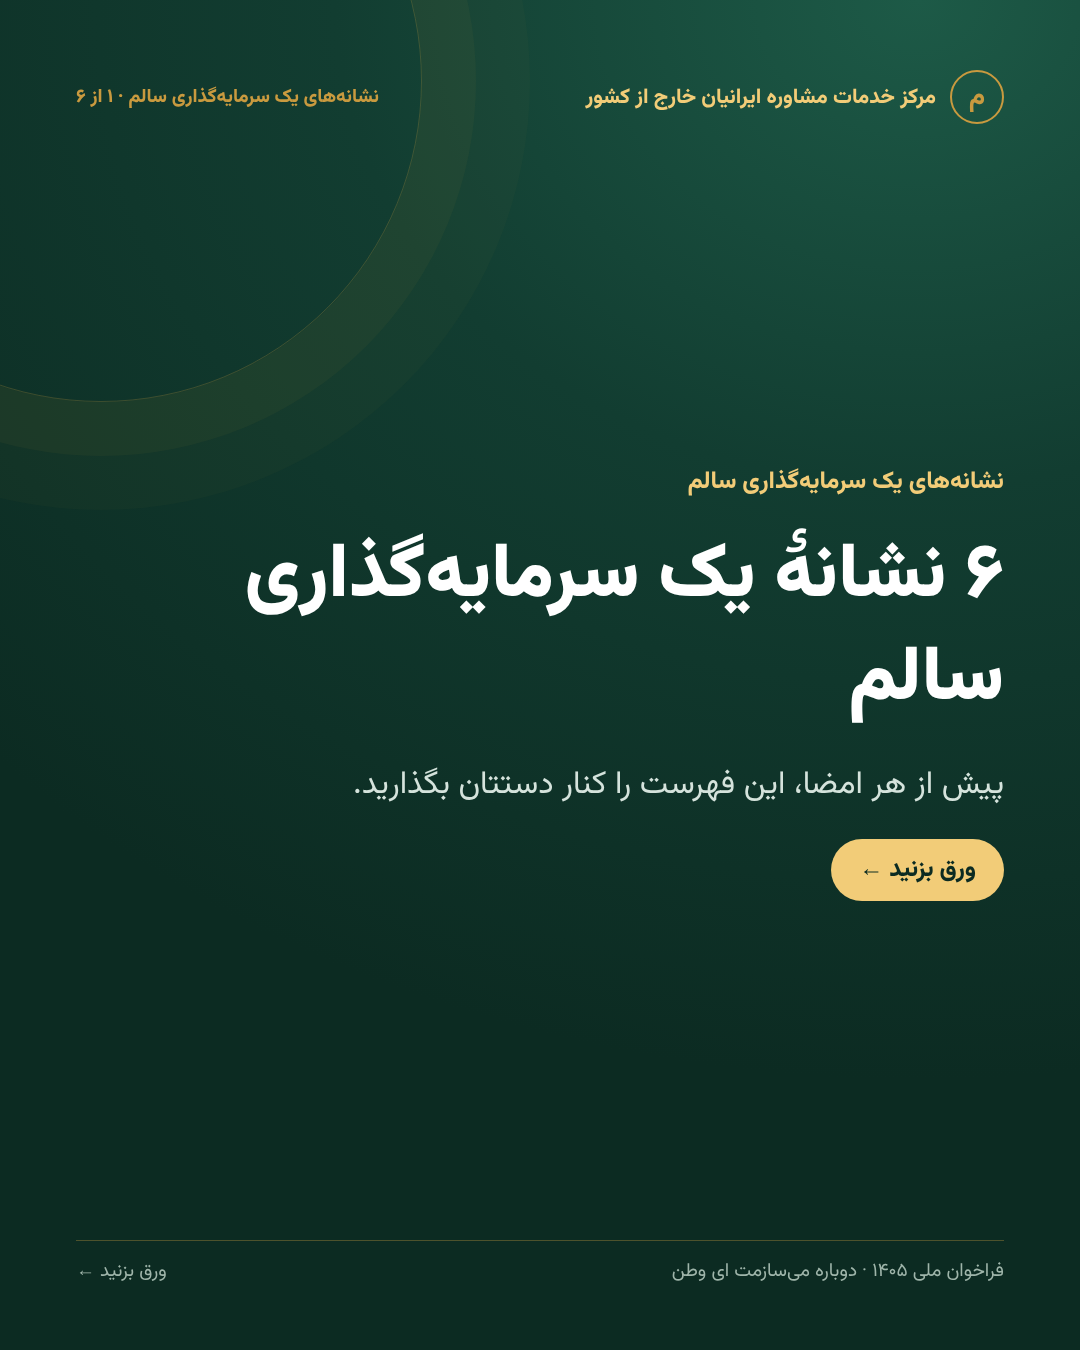 م
مرکز خدمات مشاوره ایرانیان خارج از کشور
نشانه‌های یک سرمایه‌گذاری سالم · ۱ از ۶
نشانه‌های یک سرمایه‌گذاری سالم
۶ نشانهٔ یک سرمایه‌گذاری
سالم
پیش از هر امضا، این فهرست را کنار دستتان بگذارید.
ورق بزنید ←
فراخوان ملی ۱۴۰۵ · دوباره می‌سازمت ای وطن
ورق بزنید ←